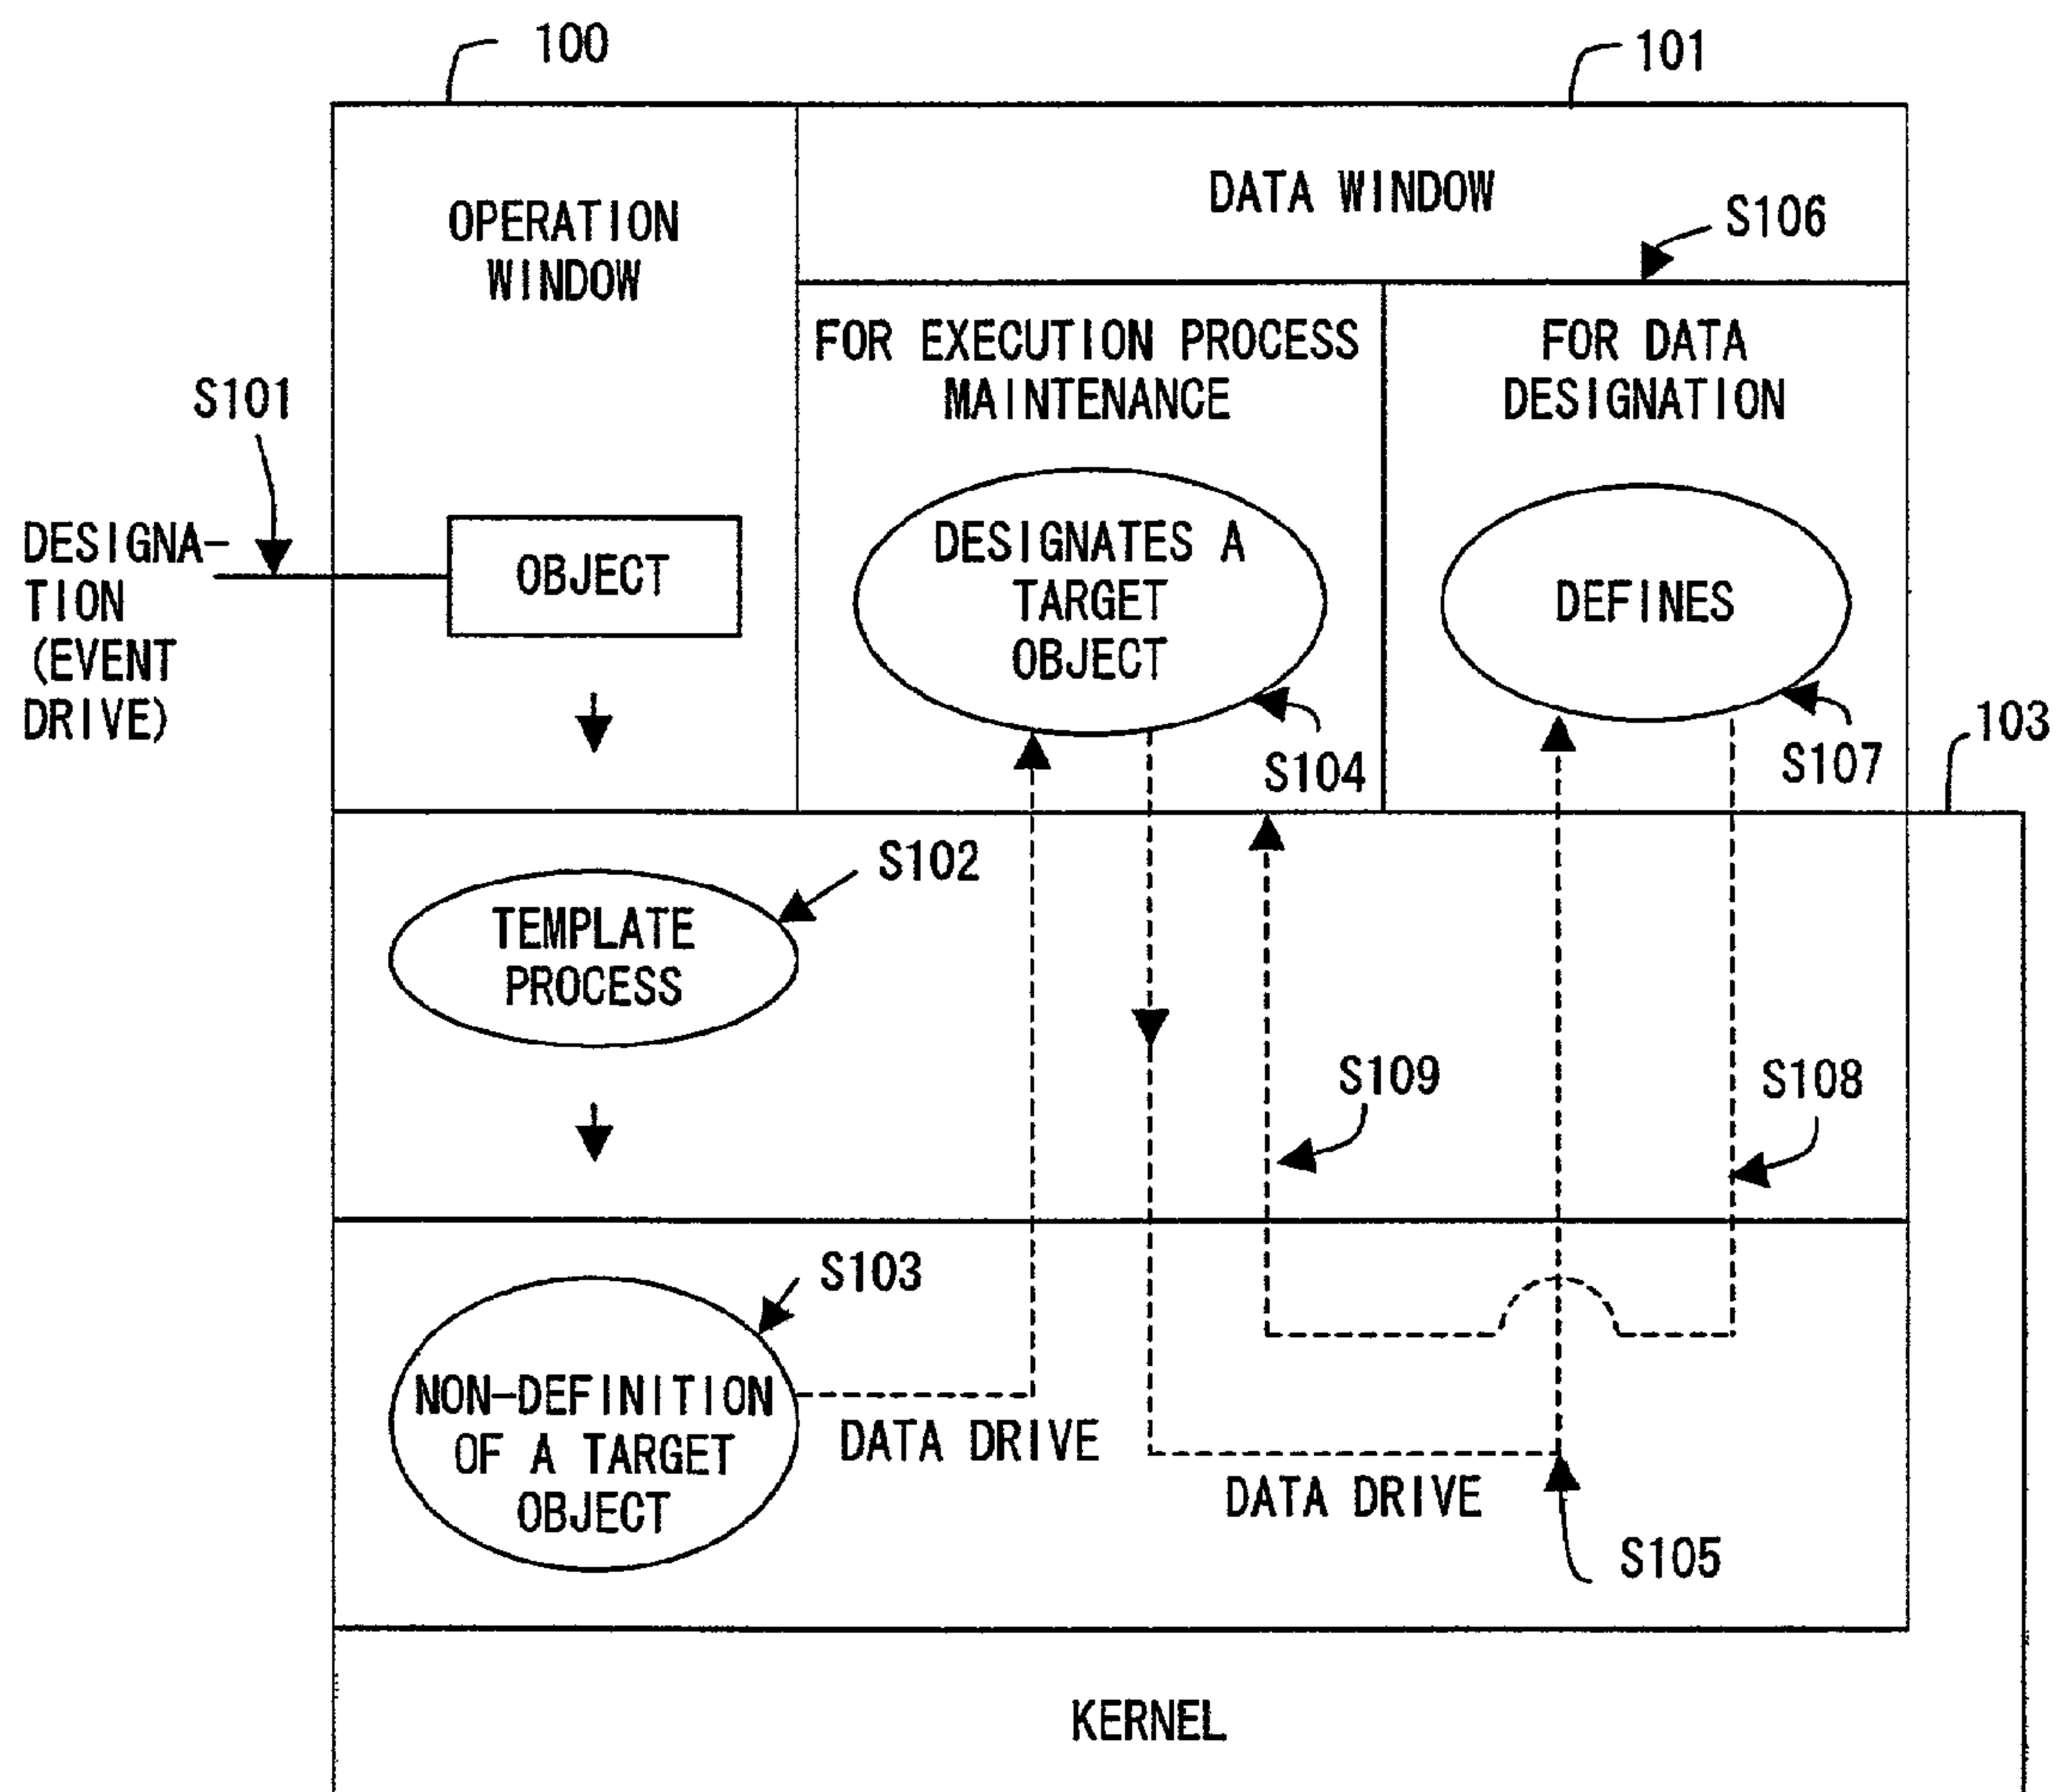 100
101
OPERATION
WINDOW
DATA WINDOW
S106
FOR EXECUTION PROCESS
MAINTENANCE
FOR DATA
DESIGNATION
S101
DESIGNA-
TION
(EVENT
DRIVE)
OBJECT
DESIGNATES A
TARGET
OBJECT
DEFINES
S104
S107
103
S102
TEMPLATE
PROCESS
S109
S108
S103
NON-DEFINITION
OF A TARGET
OBJECT
DATA DRIVE
DATA DRIVE
S105
KERNEL